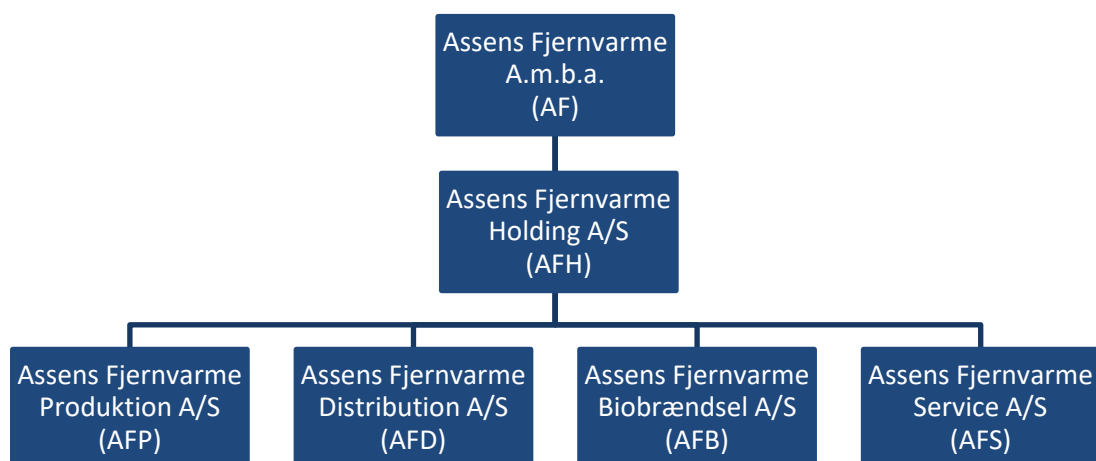 Assens Fjernvarme
A.m.b.a.
(AF)
Assens Fjernvarme
Holding A/S
(AFH)
Assens Fjernvarme
Produktion A/S
(AFP)
Assens Fjernvarme
Distribution A/S
(AFD)
Assens Fjernvarme
Biobrændsel A/S
(AFB)
Assens Fjernvarme
Service A/S
(AFS)